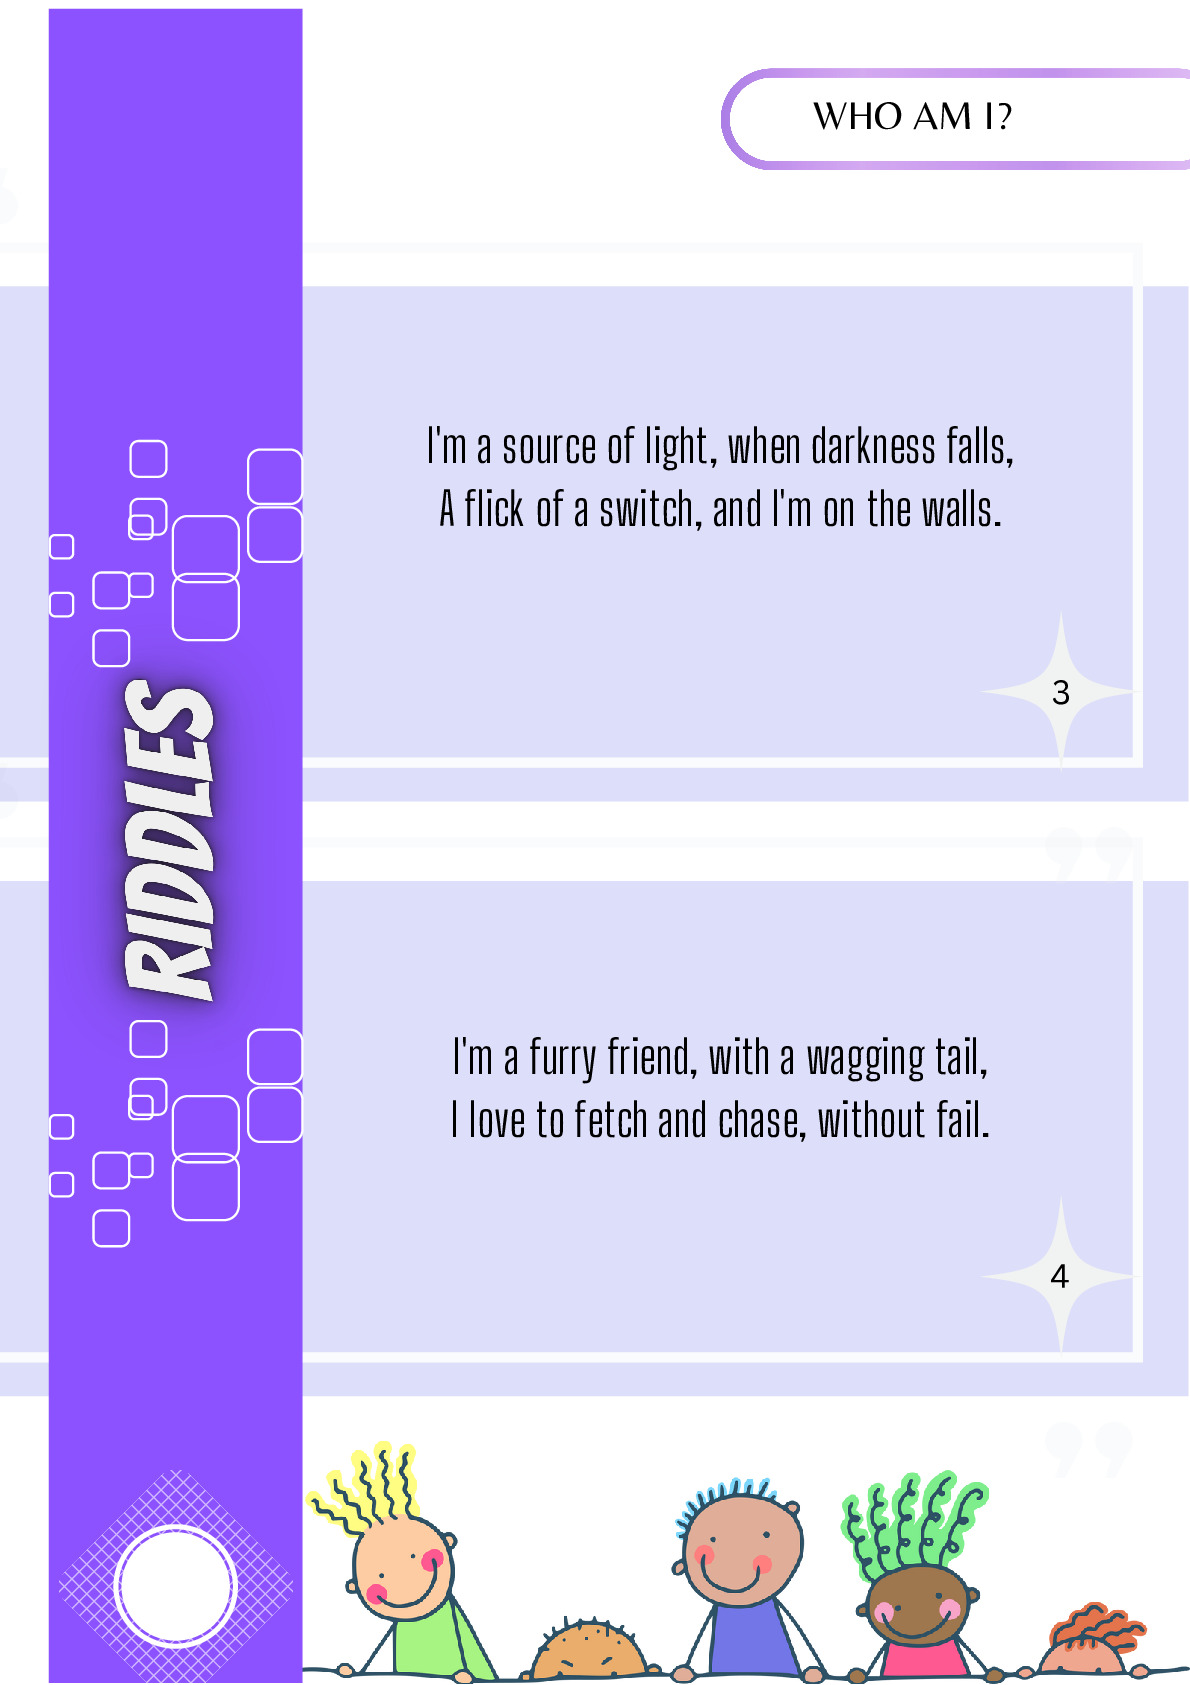 WHO AM I?
I'm a source of light, when darkness falls,
A flick of a switch, and I'm on the walls.
3
RIDDLES
I'm a furry friend, with a wagging tail,
I love to fetch and chase, without fail.
4